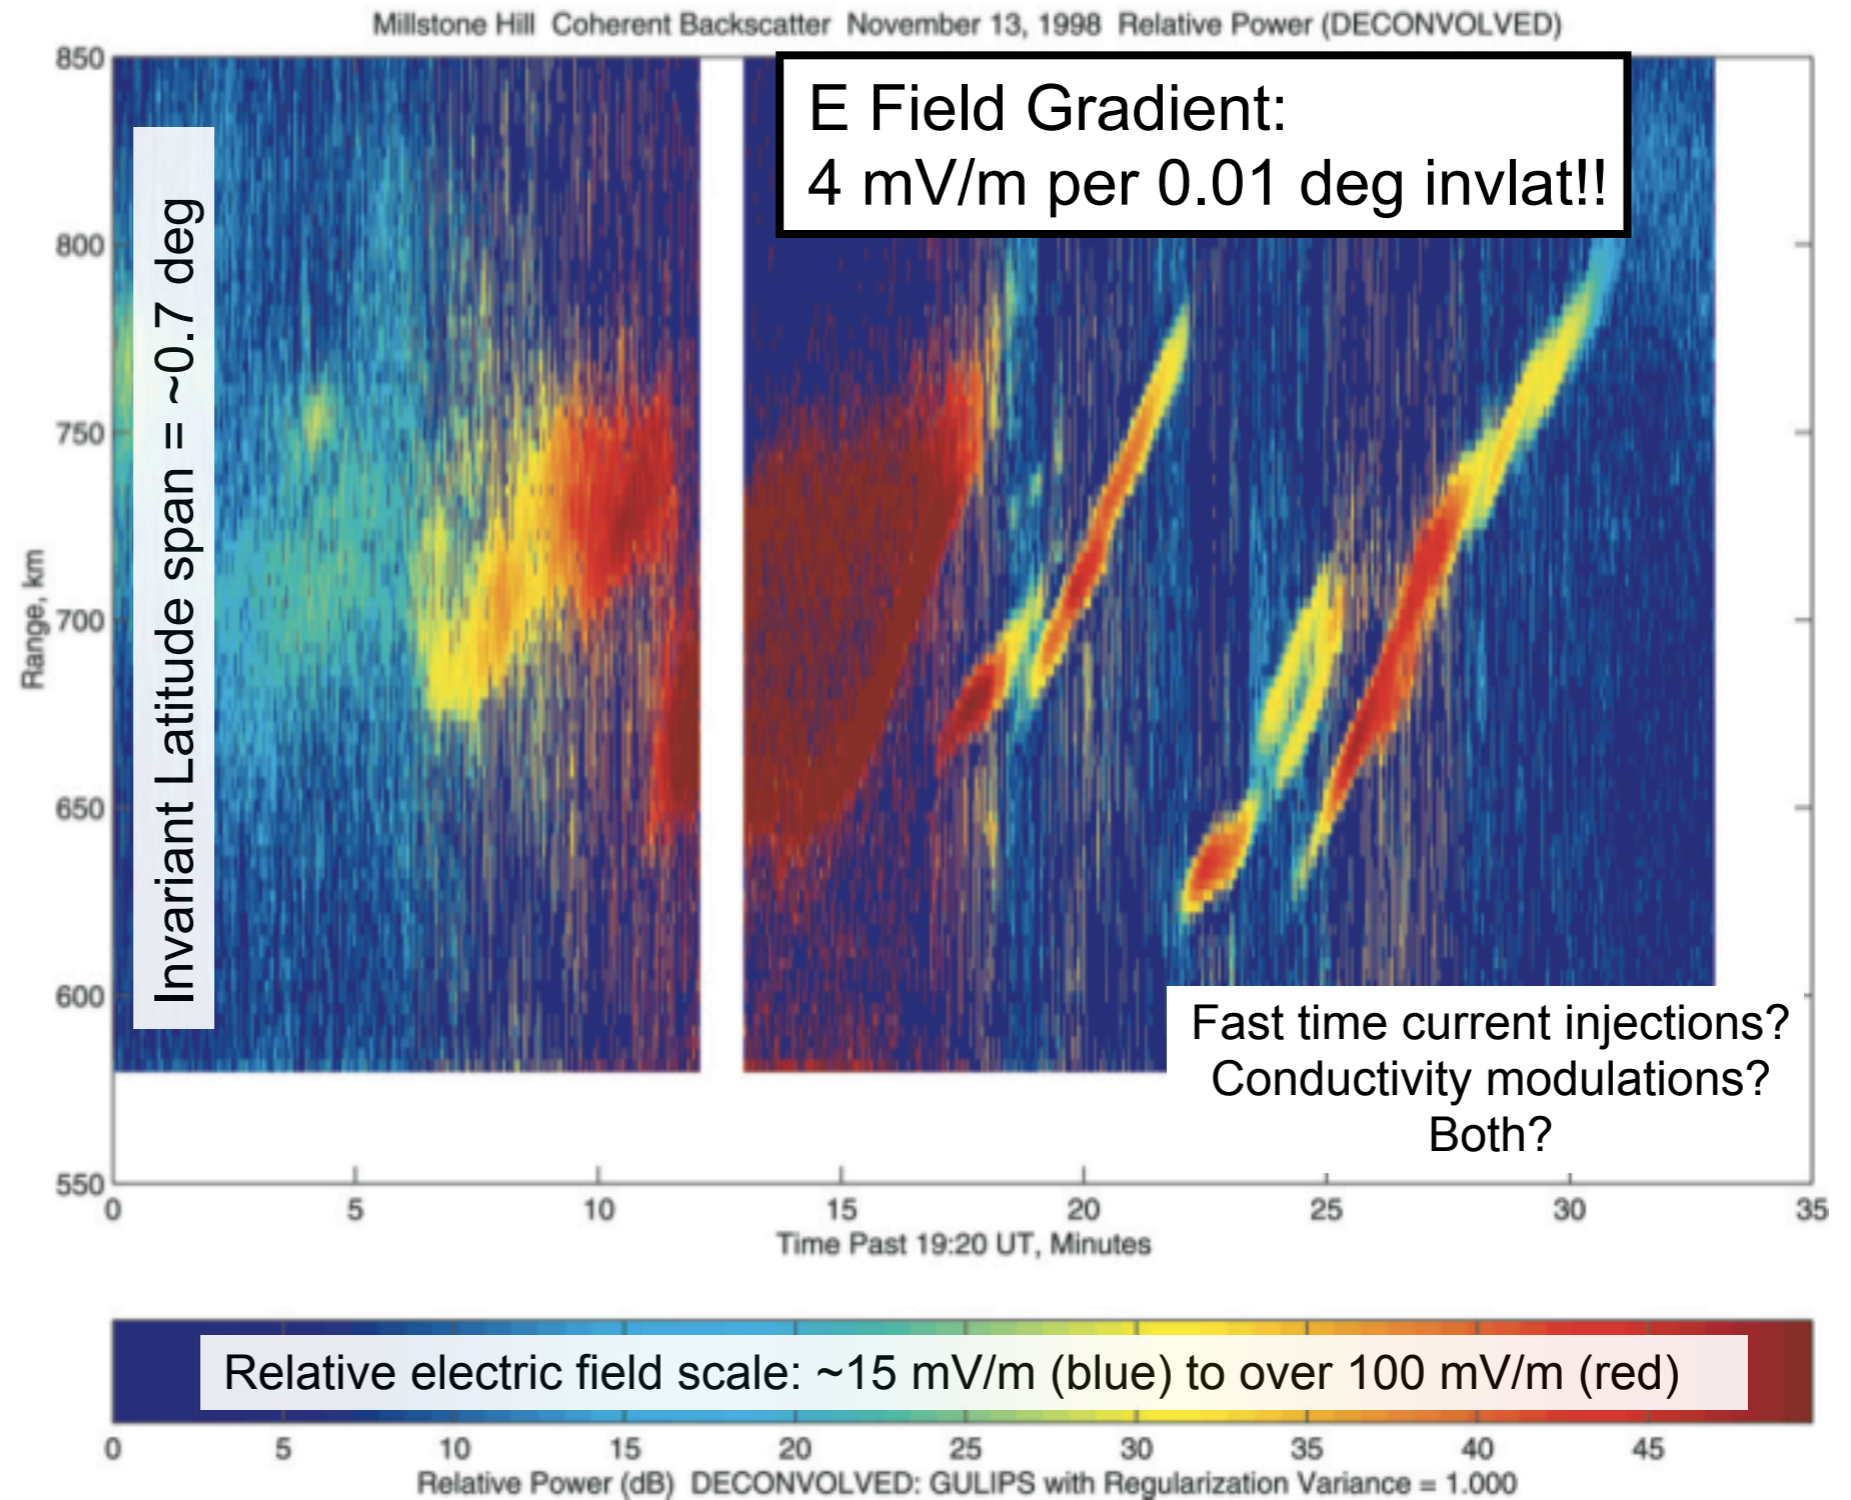 Millstone Hill Coherent Backscatter November 13, 1998 Relative Power (DECONVOLVED)
E Field Gradient:
4 mV/m per 0.01 deg invlat!!
Invariant Latitude span = ~0.7 deg
Range, km
850
800
750
700
650
600
550
Fast time current injections?
Conductivity modulations?
Both?
0 5 10 15 20 25 30 35
Time Past 19:20 UT, Minutes
Relative electric field scale: ~15 mV/m (blue) to over 100 mV/m (red)
0 5 10 15 20 25 30 35 40 45
Relative Power (dB) DECONVOLVED: GULIPS with Regularization Variance = 1.000